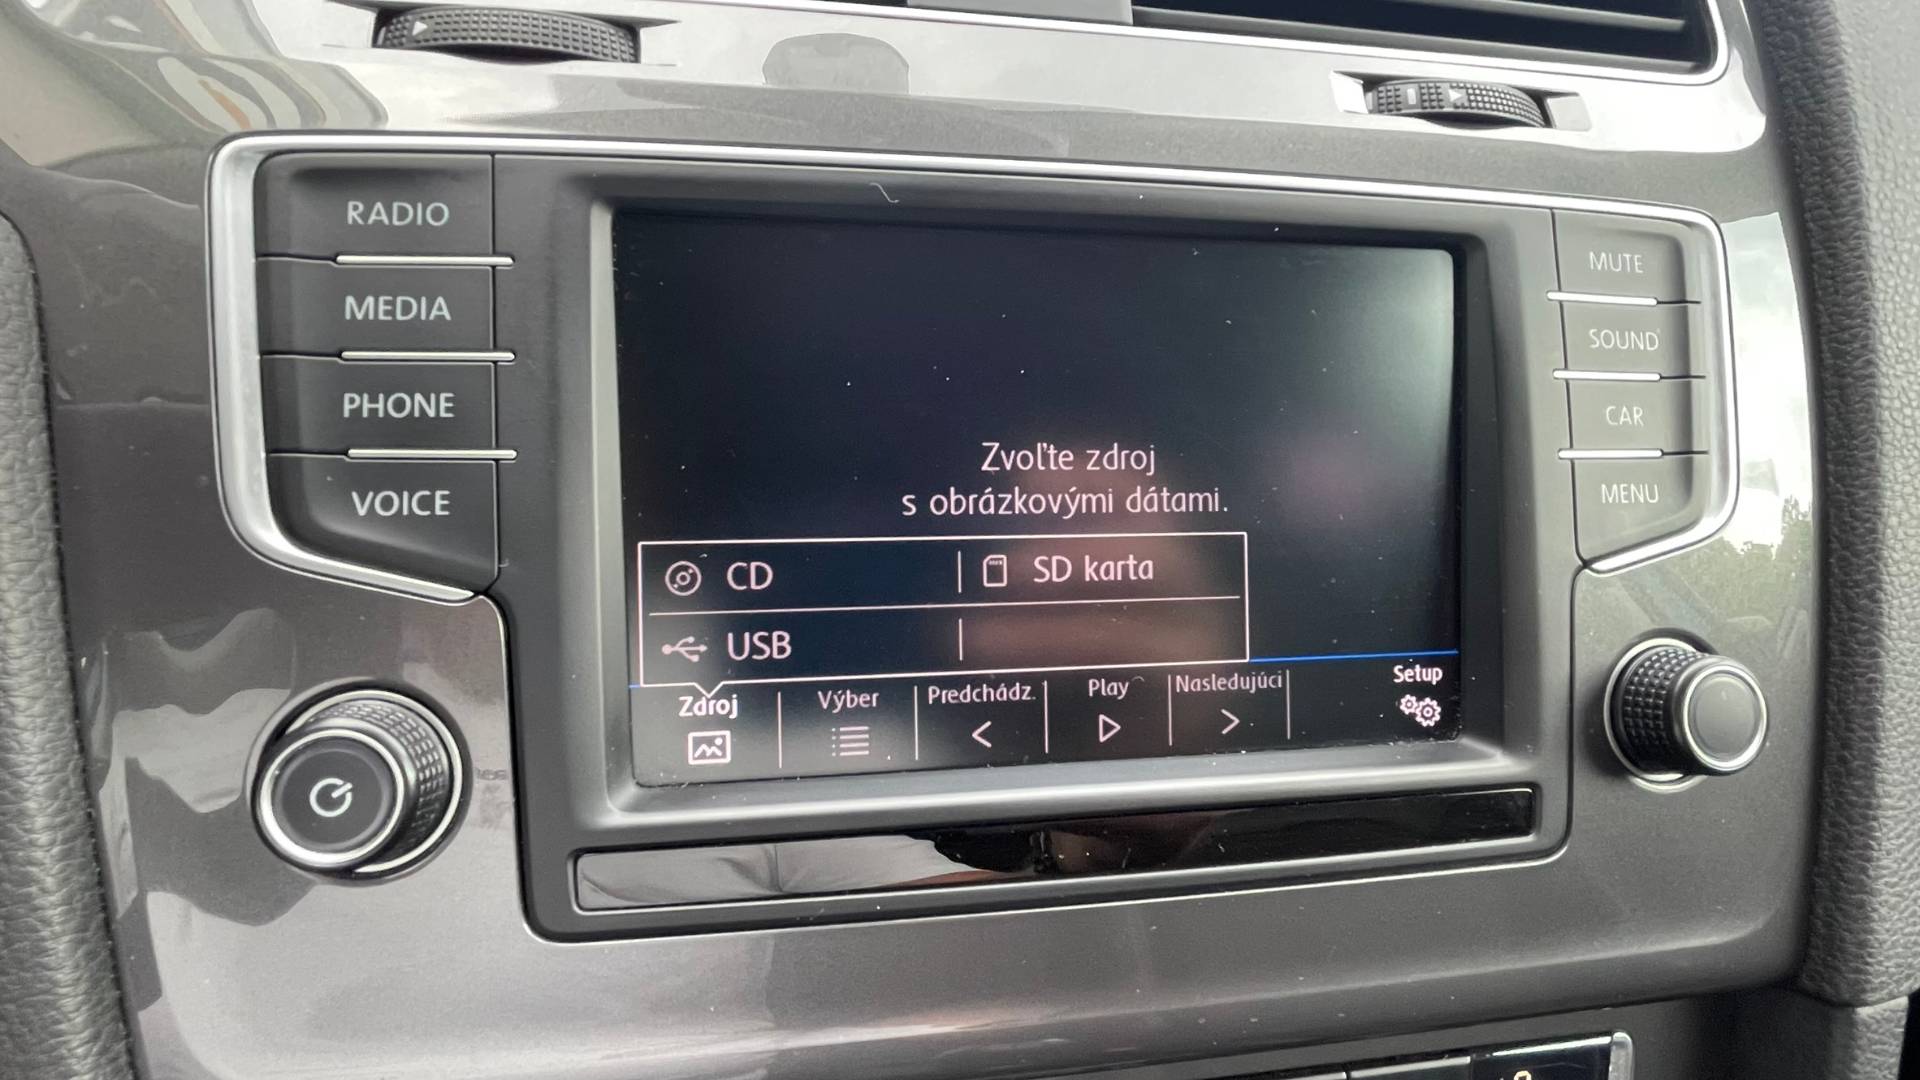 RADIO
MEDIA
PHONE
VOICE
MUTE
SOUND
CAR
MENU
Zvoľte zdroj
s obrázkovými dátami.
CD
SD karta
USB
Zdroj
Výber
Predchádz.
Play
Nasledujúci
Setup